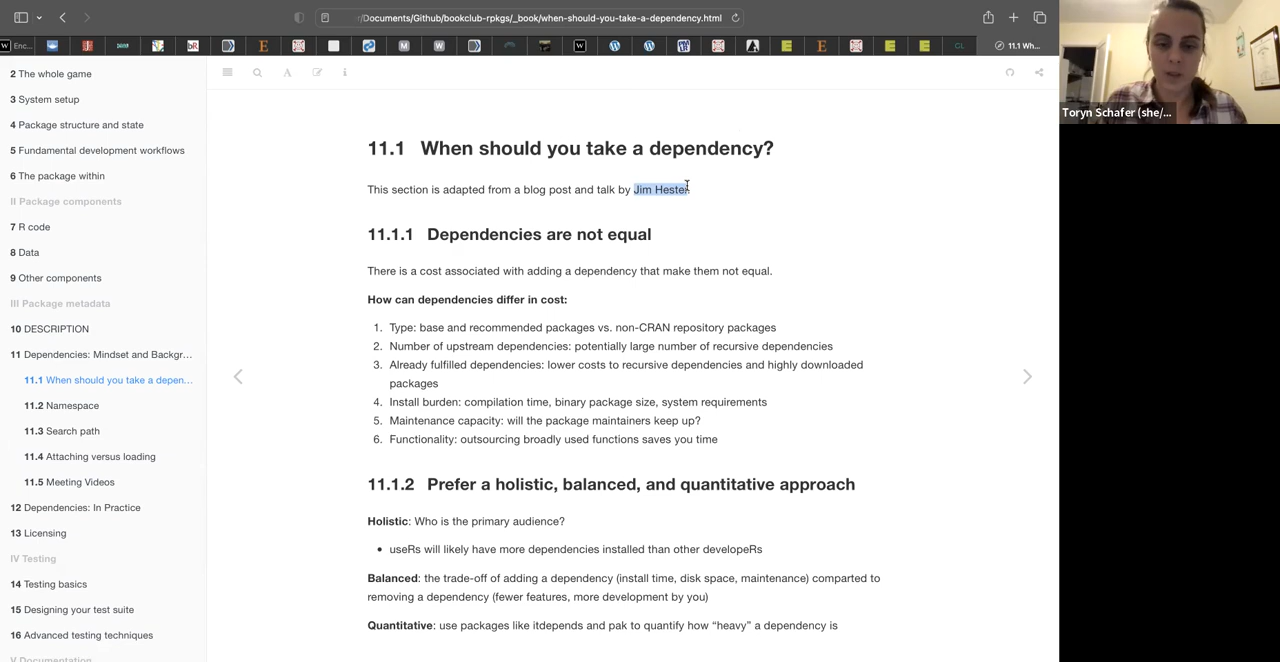 /Documents/Github/bookclub-rpkgs/_book/when-should-you-take-a-dependency.html
Enc...
11.1 Wh...
2 The whole game
3 System setup
4 Package structure and state
5 Fundamental development workflows
6 The package within
II Package components
7 R code
8 Data
9 Other components
III Package metadata
10 DESCRIPTION
11 Dependencies: Mindset and Backgr...
11.1 When should you take a depen...
11.2 Namespace
11.3 Search path
11.4 Attaching versus loading
11.5 Meeting Videos
12 Dependencies: In Practice
13 Licensing
IV Testing
14 Testing basics
15 Designing your test suite
16 Advanced testing techniques
V Documentation
11.1 When should you take a dependency?
This section is adapted from a blog post and talk by Jim Hester.
11.1.1 Dependencies are not equal
There is a cost associated with adding a dependency that make them not equal.
How can dependencies differ in cost:
1. Type: base and recommended packages vs. non-CRAN repository packages
2. Number of upstream dependencies: potentially large number of recursive dependencies
3. Already fulfilled dependencies: lower costs to recursive dependencies and highly downloaded
packages
4. Install burden: compilation time, binary package size, system requirements
5. Maintenance capacity: will the package maintainers keep up?
6. Functionality: outsourcing broadly used functions saves you time
11.1.2 Prefer a holistic, balanced, and quantitative approach
Holistic: Who is the primary audience?
• useRs will likely have more dependencies installed than other developeRs
Balanced: the trade-off of adding a dependency (install time, disk space, maintenance) comparted to
removing a dependency (fewer features, more development by you)
Quantitative: use packages like itdepends and pak to quantify how “heavy” a dependency is
Toryn Schafer (she/...